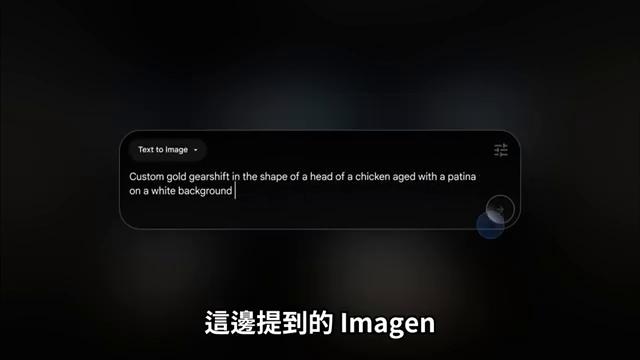 Text to Image
Custom gold gearshift in the shape of a head of a chicken aged with a patina
on a white background
這邊提到的 Imagen